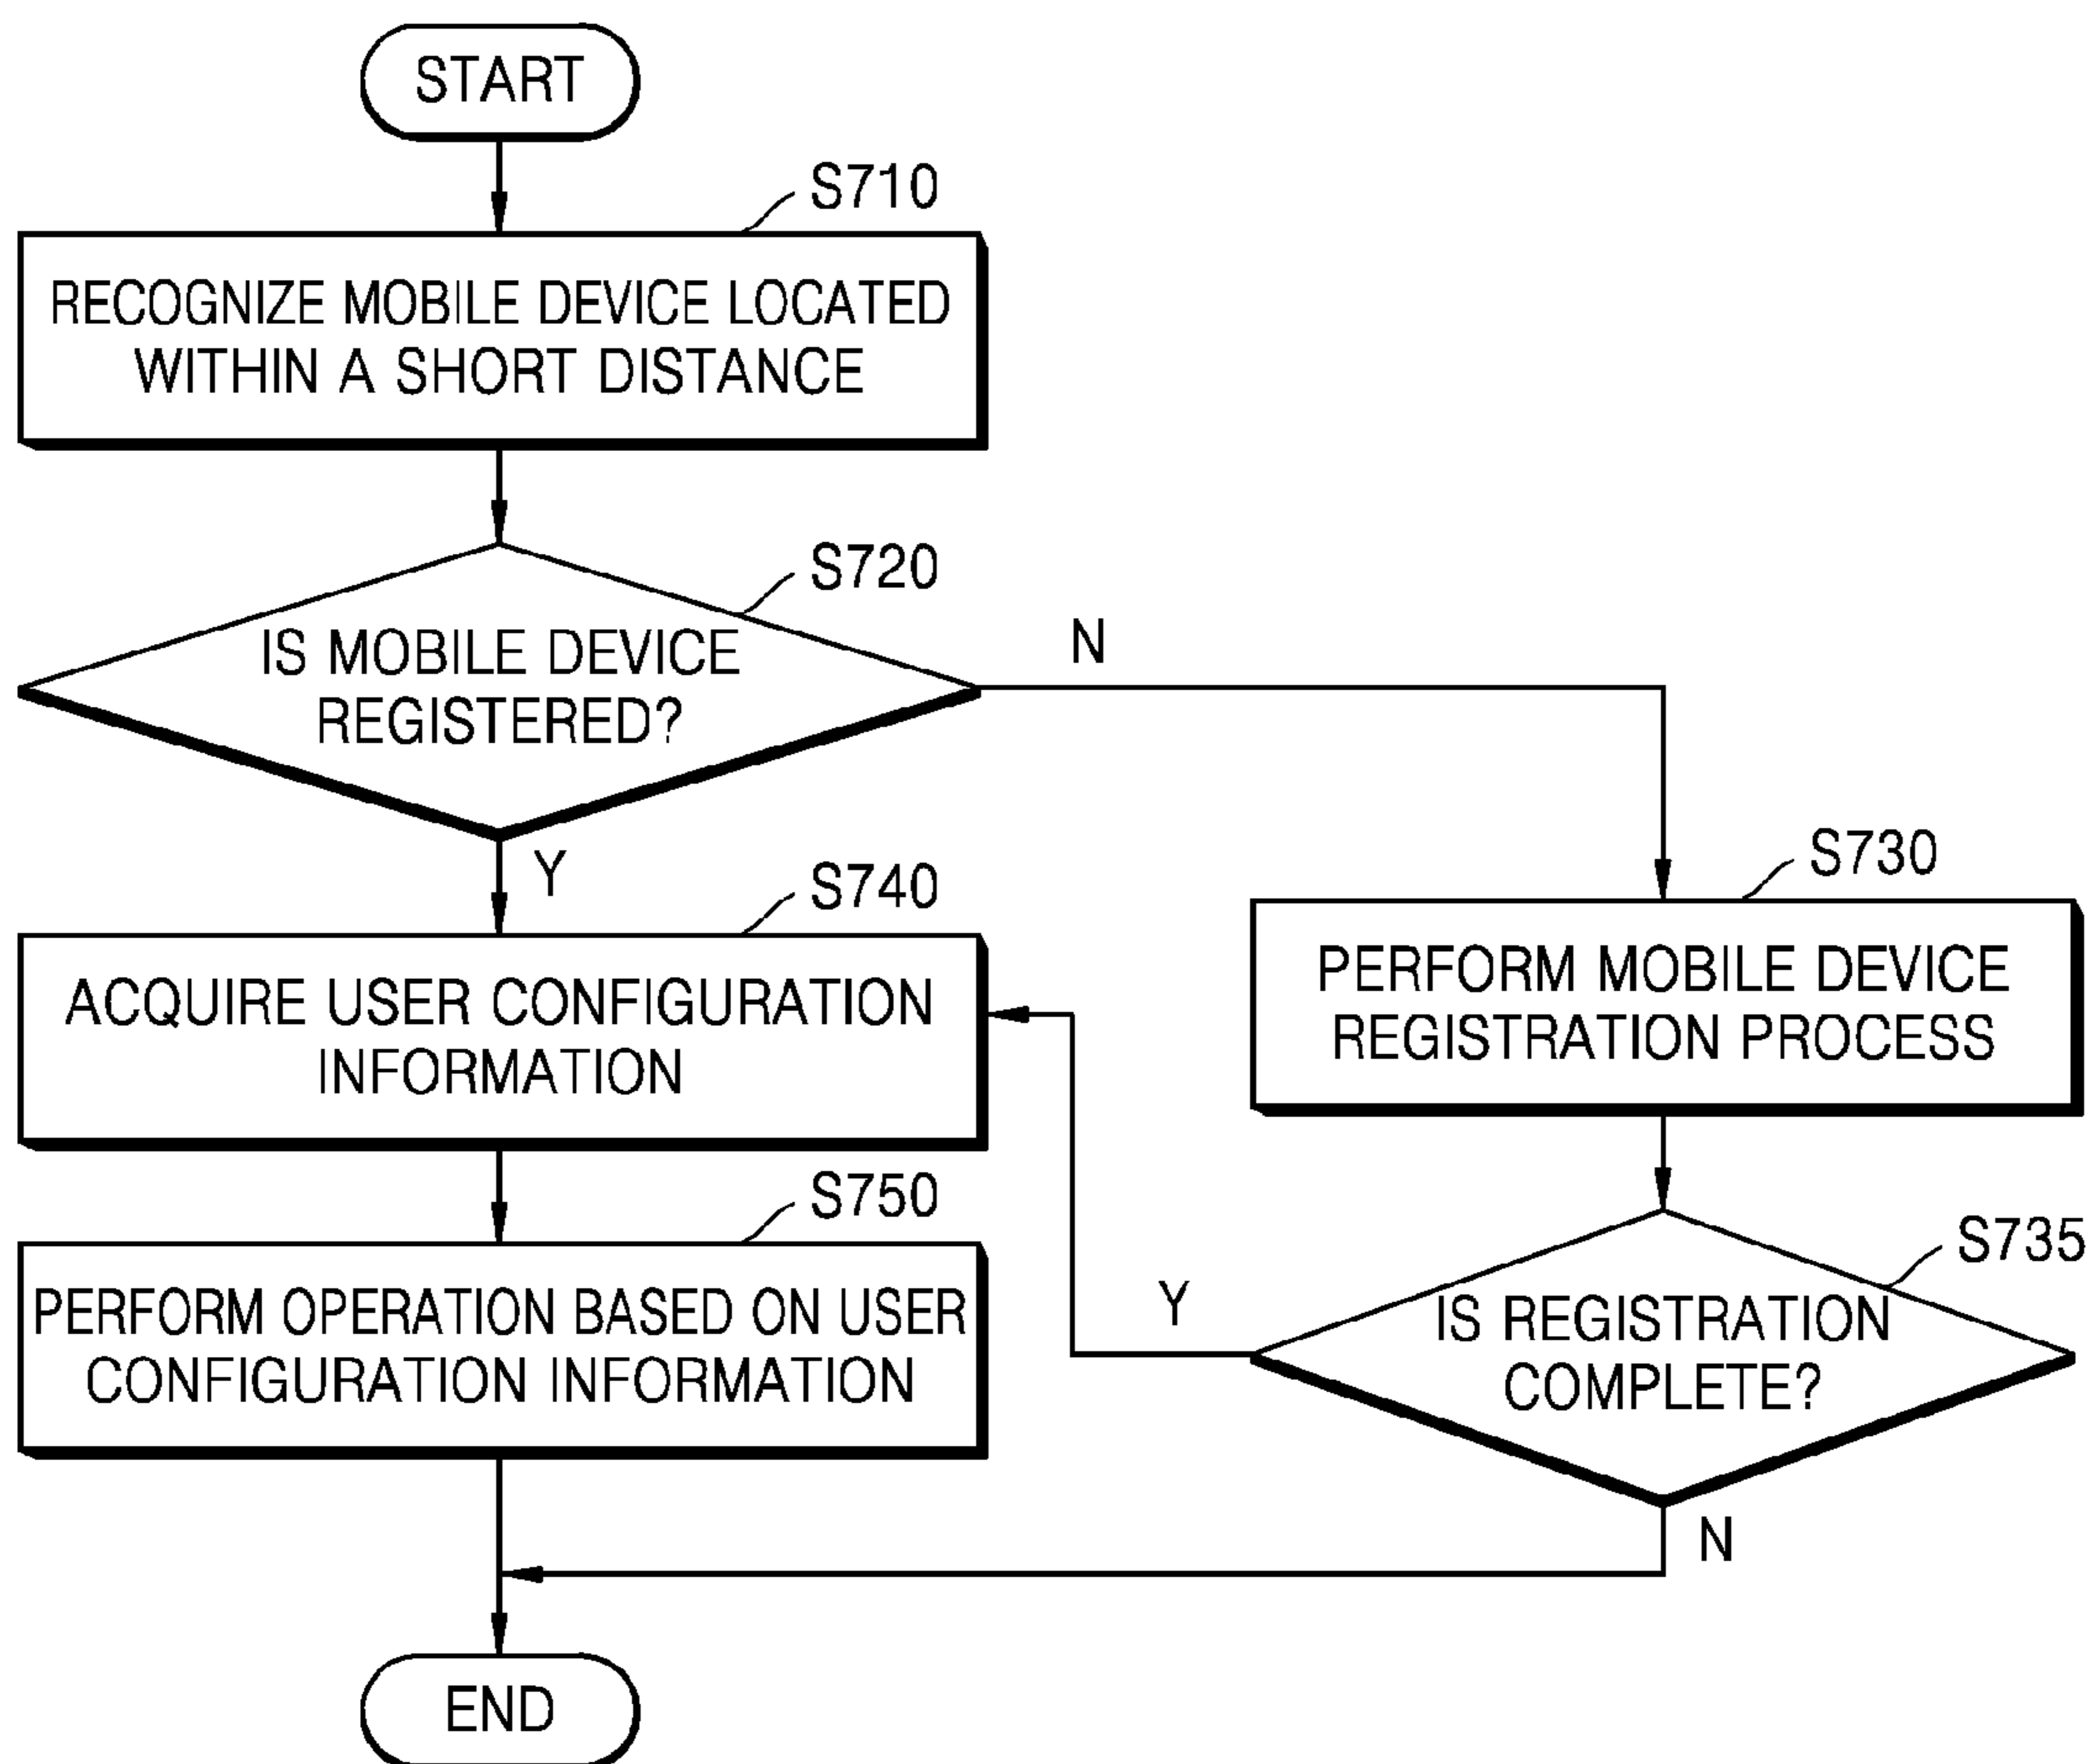 START
S710
RECOGNIZE MOBILE DEVICE LOCATED
WITHIN A SHORT DISTANCE
S720
IS MOBILE DEVICE
REGISTERED?
N
Y
S730
PERFORM MOBILE DEVICE
REGISTRATION PROCESS
S740
ACQUIRE USER CONFIGURATION
INFORMATION
S735
IS REGISTRATION
COMPLETE?
Y
N
S750
PERFORM OPERATION BASED ON USER
CONFIGURATION INFORMATION
END